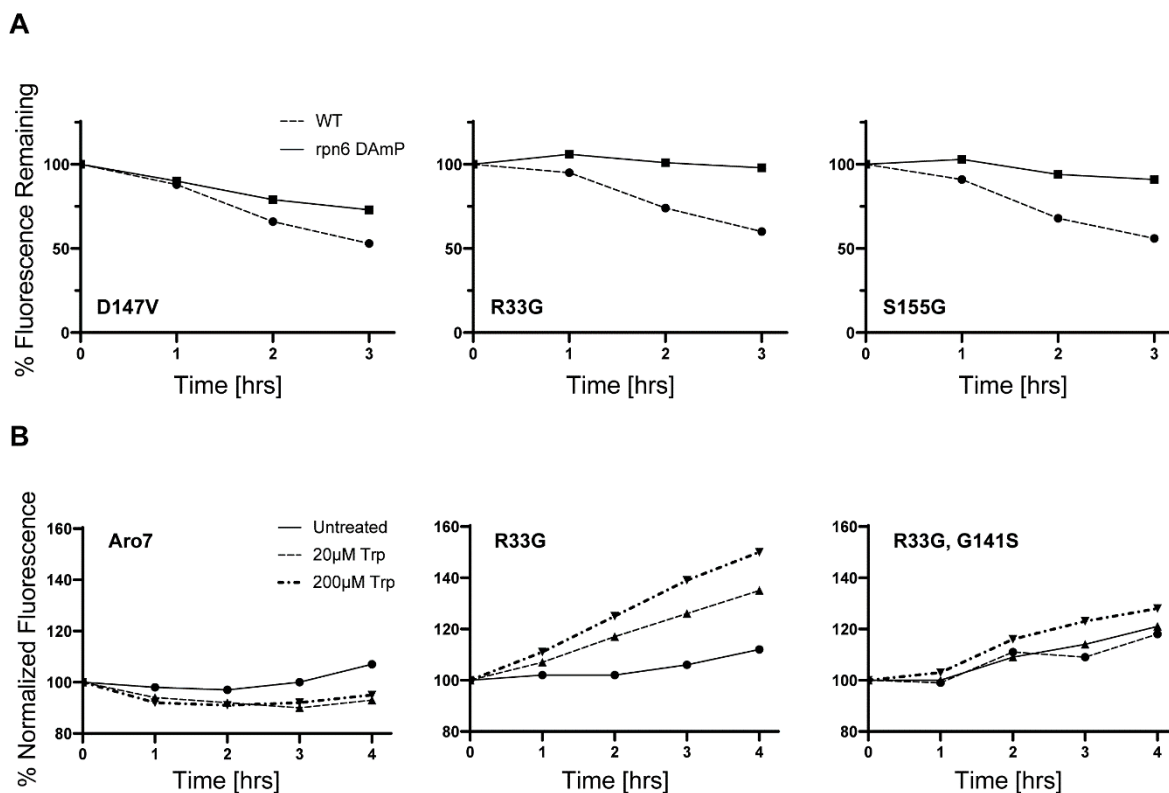 A
% Fluorescence Remaining
100
50
0
WT
rpn6 DAmP
D147V
0 1 2 3
Time [hrs]
100
50
0
R33G
0 1 2 3
Time [hrs]
100
50
0
S155G
0 1 2 3
Time [hrs]
B
% Normalized Fluorescence
160
140
120
100
80
Aro7
Untreated
20µM Trp
200µM Trp
0 1 2 3 4
Time [hrs]
160
140
120
100
80
R33G
0 1 2 3 4
Time [hrs]
160
140
120
100
80
R33G, G141S
0 1 2 3 4
Time [hrs]